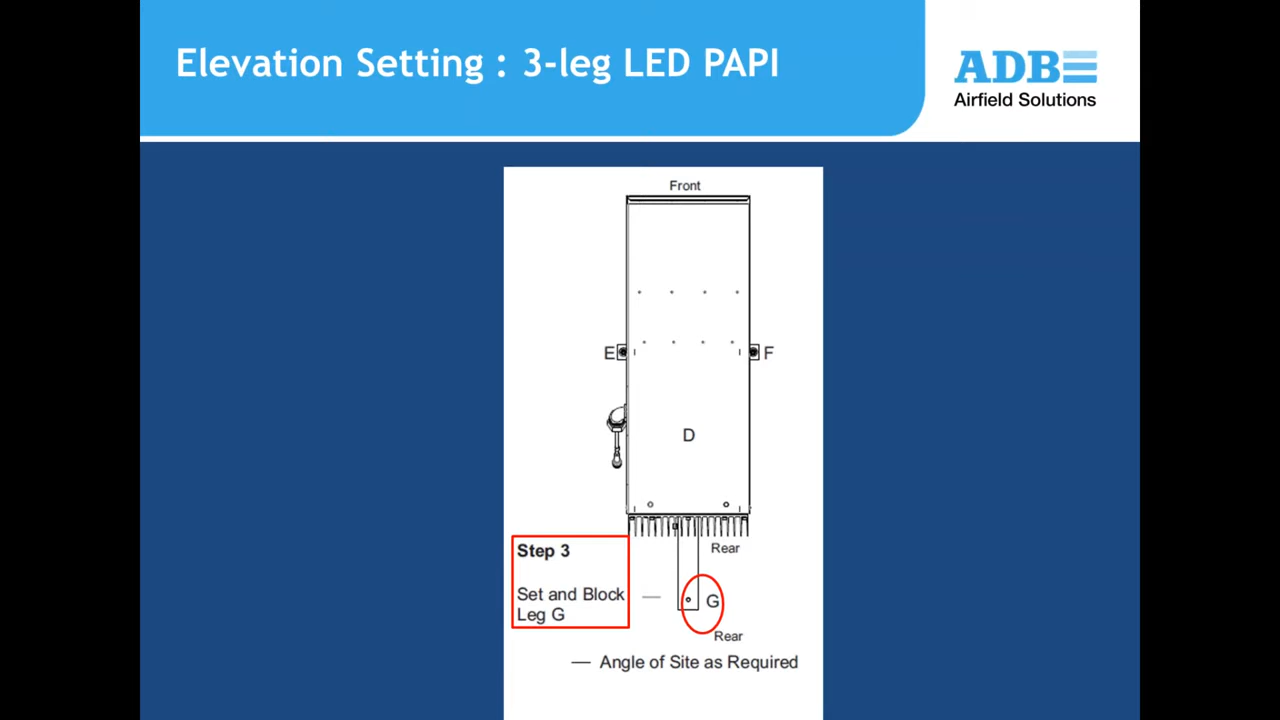 Elevation Setting : 3-leg LED PAPI
ADB
Airfield Solutions
Front
E
F
D
Step 3
Rear
Set and Block
Leg G
G
Rear
— Angle of Site as Required